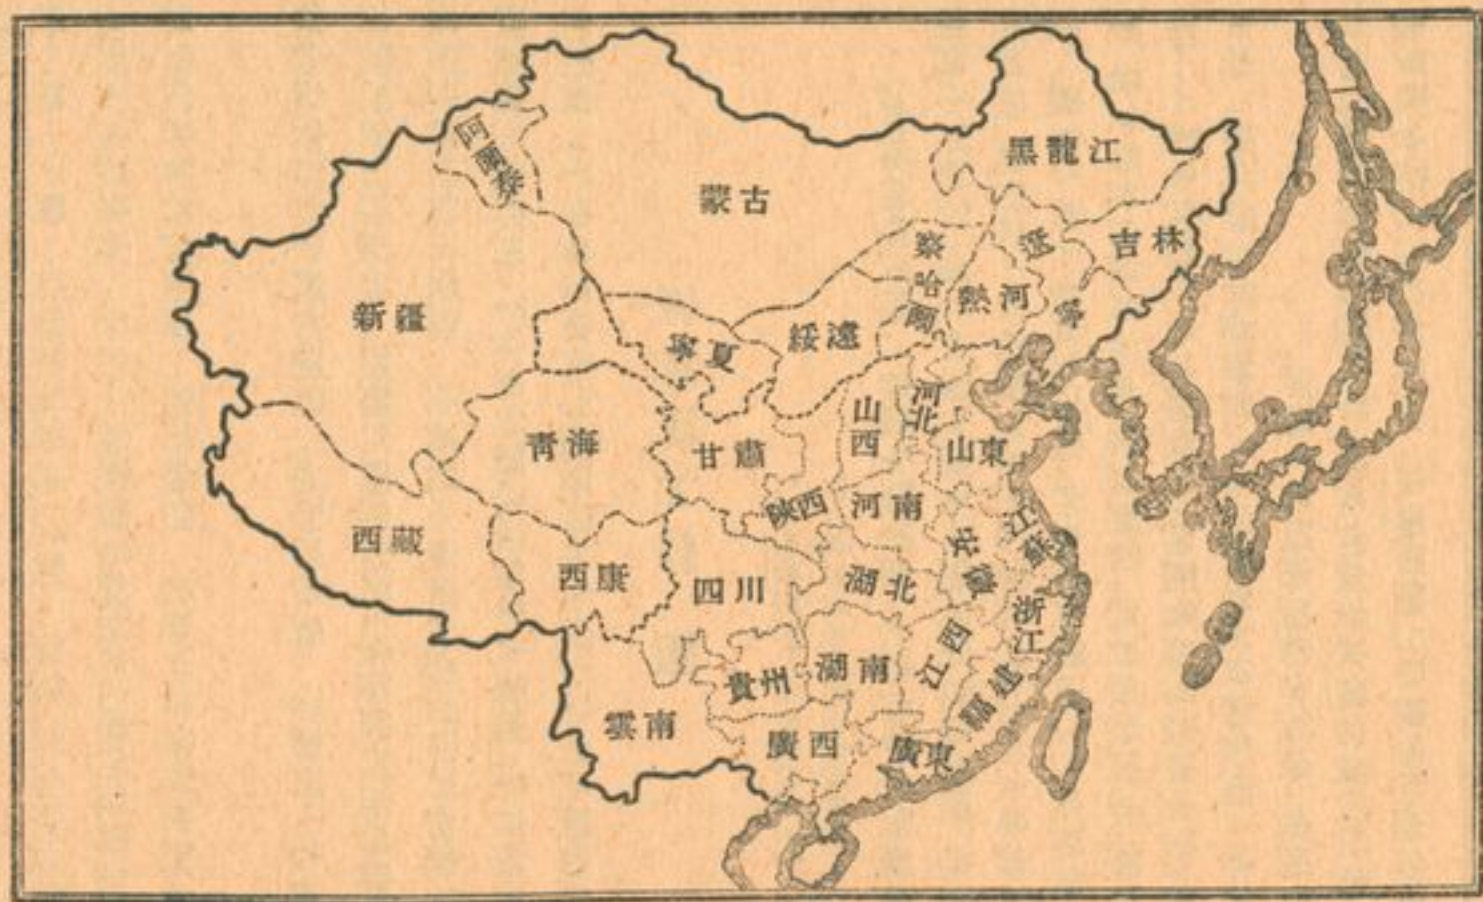 黑龍江
阿爾泰
蒙古
吉林
遼寧
察哈爾
熱河
新疆
綏遠
寧夏
河北
山西
青海
甘肅
山東
陝西
河南
江蘇
西藏
安徽
西康
四川
湖北
浙江
江西
湖南
貴州
福建
雲南
廣西
廣東